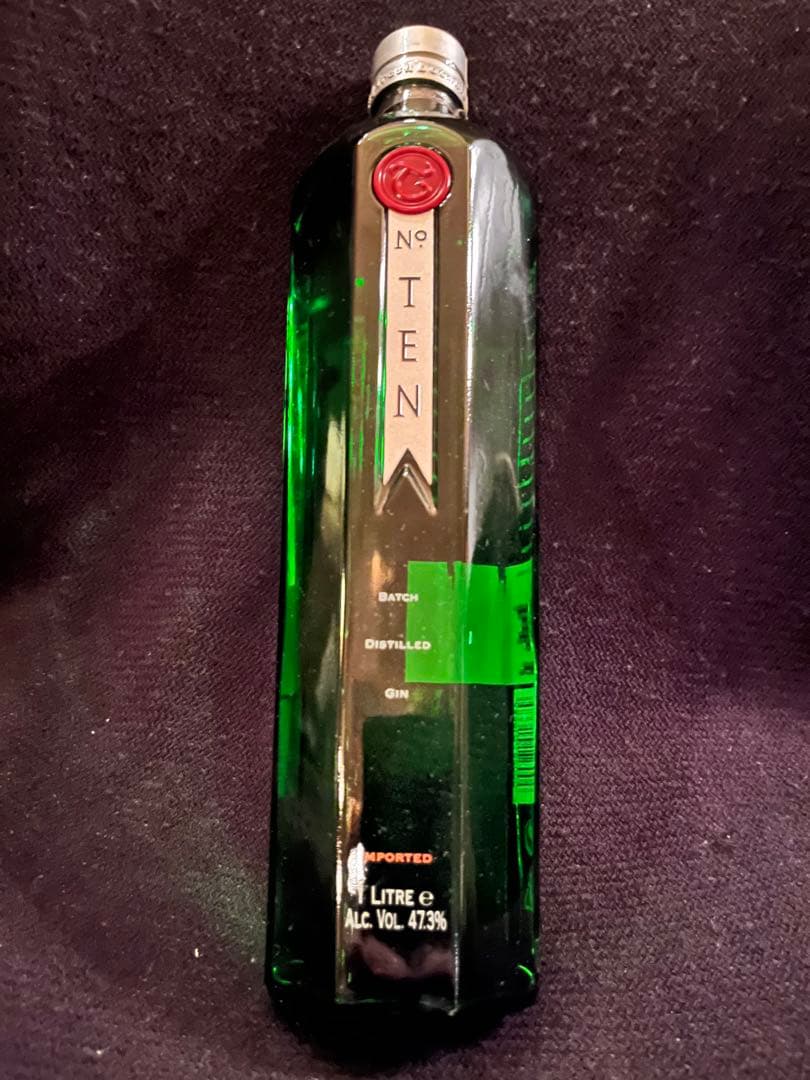 Nº
TEN
BATCH
DISTILLED
GIN
IMPORTED
1 LITRE e
ALC. VOL. 47.3%